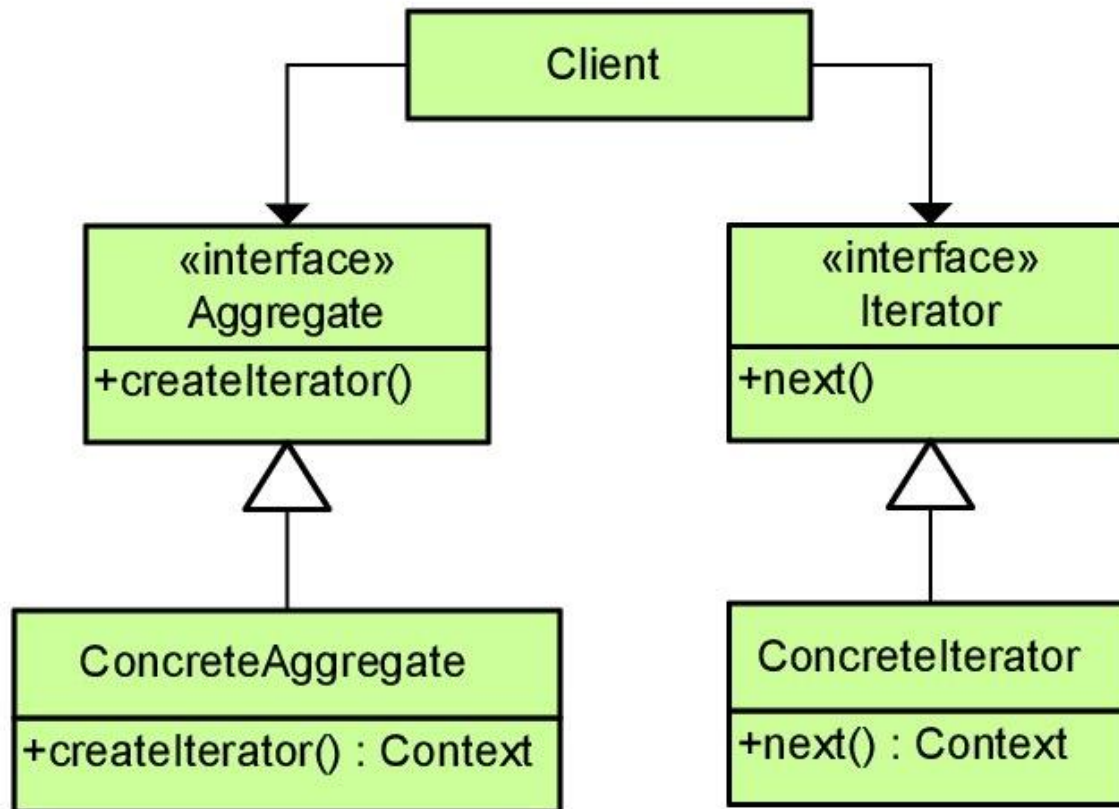 Client
«interface»
Aggregate
+createIterator()
«interface»
Iterator
+next()
ConcreteAggregate
+createIterator() : Context
ConcreteIterator
+next() : Context